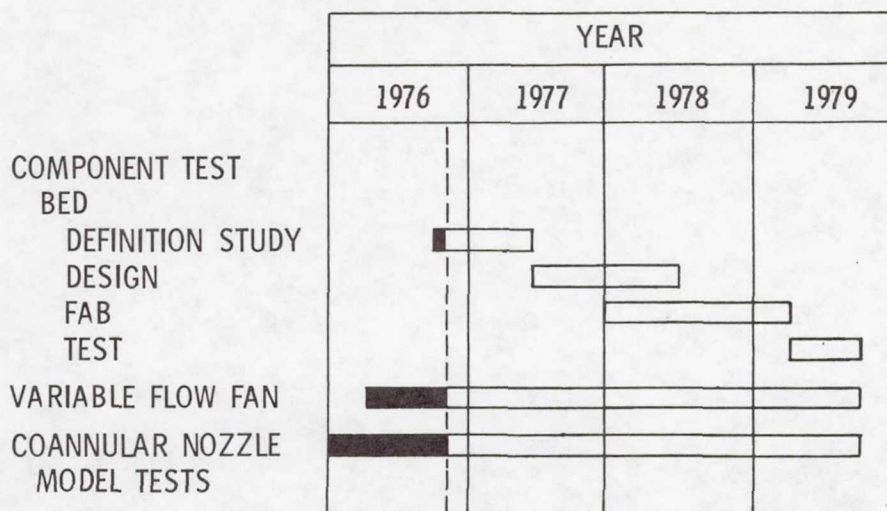 YEAR
1976 1977 1978 1979
COMPONENT TEST
BED
DEFINITION STUDY
DESIGN
FAB
TEST
VARIABLE FLOW FAN
COANNULAR NOZZLE
MODEL TESTS